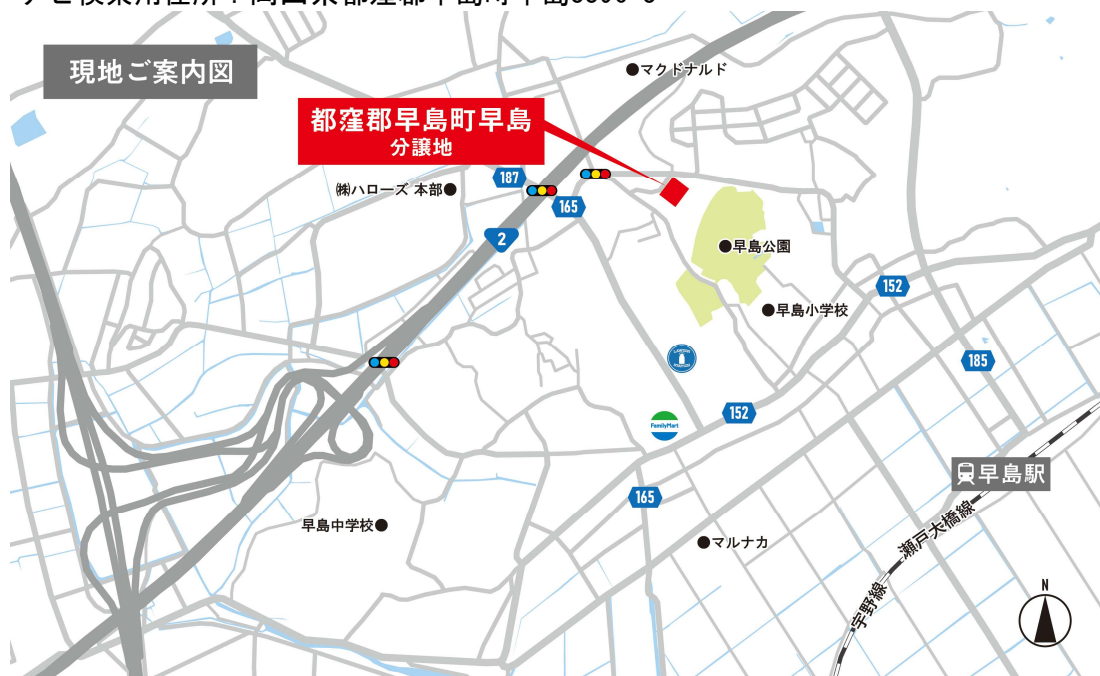 現地ご案内図
●マクドナルド
都窪郡早島町早島
分譲地
187
㈱ハローズ 本部●
165
2
●早島公園
152
●早島小学校
185
152
FamilyMart
早島駅
165
早島中学校●
●マルナカ
瀬戸大橋線
宇野線
N